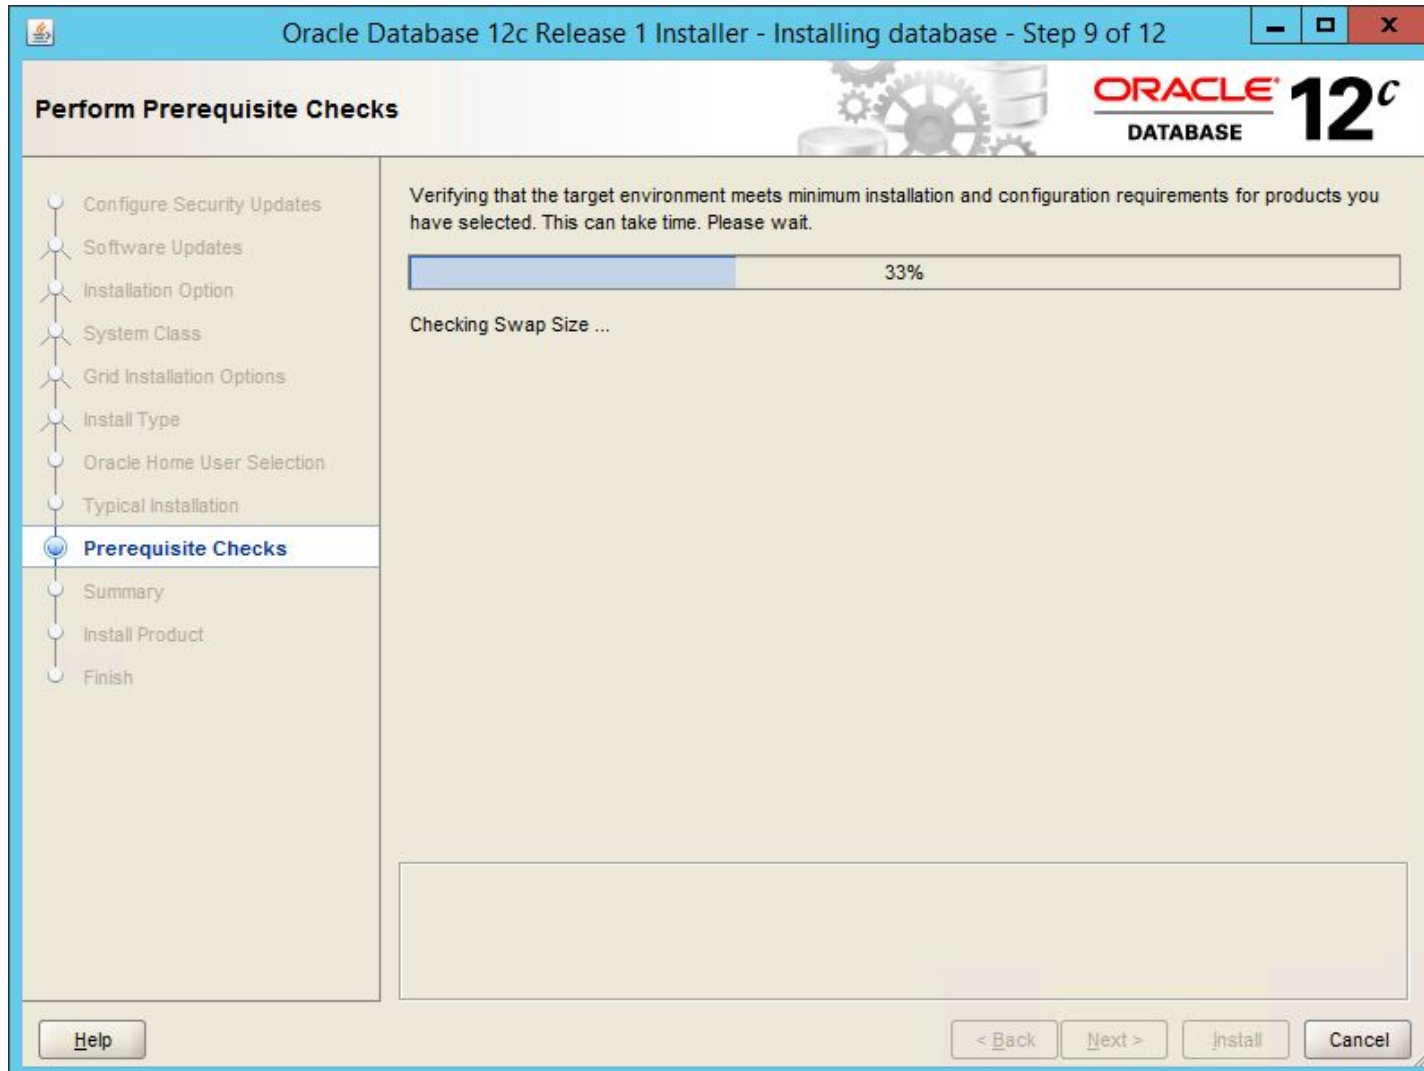 Oracle Database 12c Release 1 Installer - Installing database - Step 9 of 12
Perform Prerequisite Checks
ORACLE
DATABASE
12c
Configure Security Updates
Software Updates
Installation Option
System Class
Grid Installation Options
Install Type
Oracle Home User Selection
Typical Installation
Prerequisite Checks
Summary
Install Product
Finish
Verifying that the target environment meets minimum installation and configuration requirements for products you
have selected. This can take time. Please wait.
33%
Checking Swap Size ...
Help
< Back
Next >
Install
Cancel